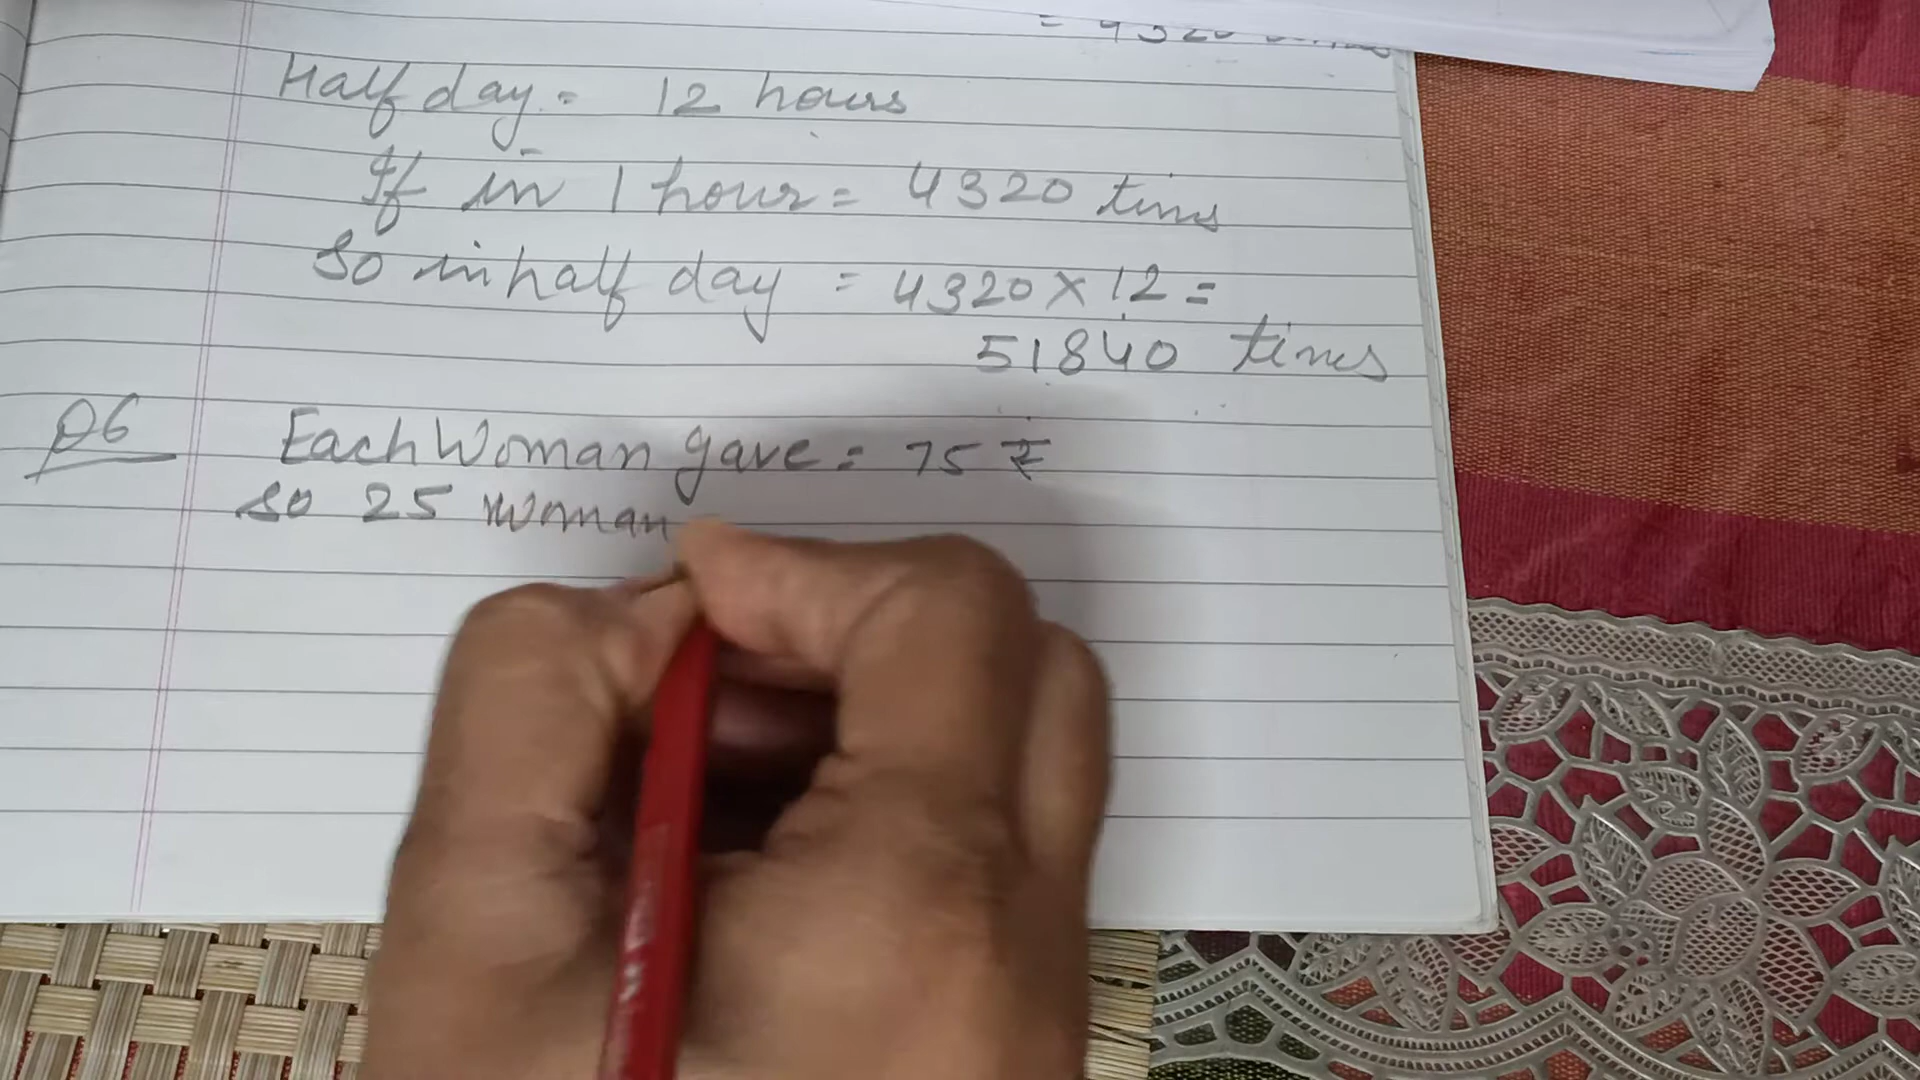 = 4320
Half day = 12 hours
If in 1 hour = 4320 times
So in half day = 4320 × 12 =
51840 times
Q6 Each Woman gave = 75 ₹
so 25 woman